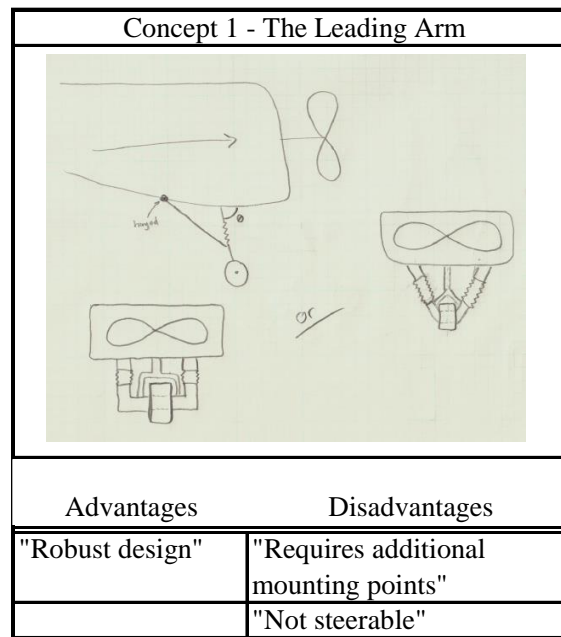 Concept 1 - The Leading Arm
θ
hinged
or
Advantages Disadvantages
"Robust design" "Requires additional
mounting points"
"Not steerable"